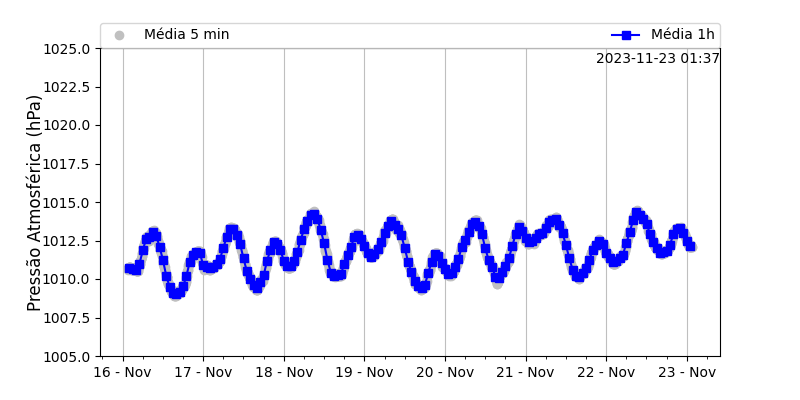 Média 5 min
Média 1h
2023-11-23 01:37
Pressão Atmosférica (hPa)
1025.0
1022.5
1020.0
1017.5
1015.0
1012.5
1010.0
1007.5
1005.0
16 - Nov
17 - Nov
18 - Nov
19 - Nov
20 - Nov
21 - Nov
22 - Nov
23 - Nov